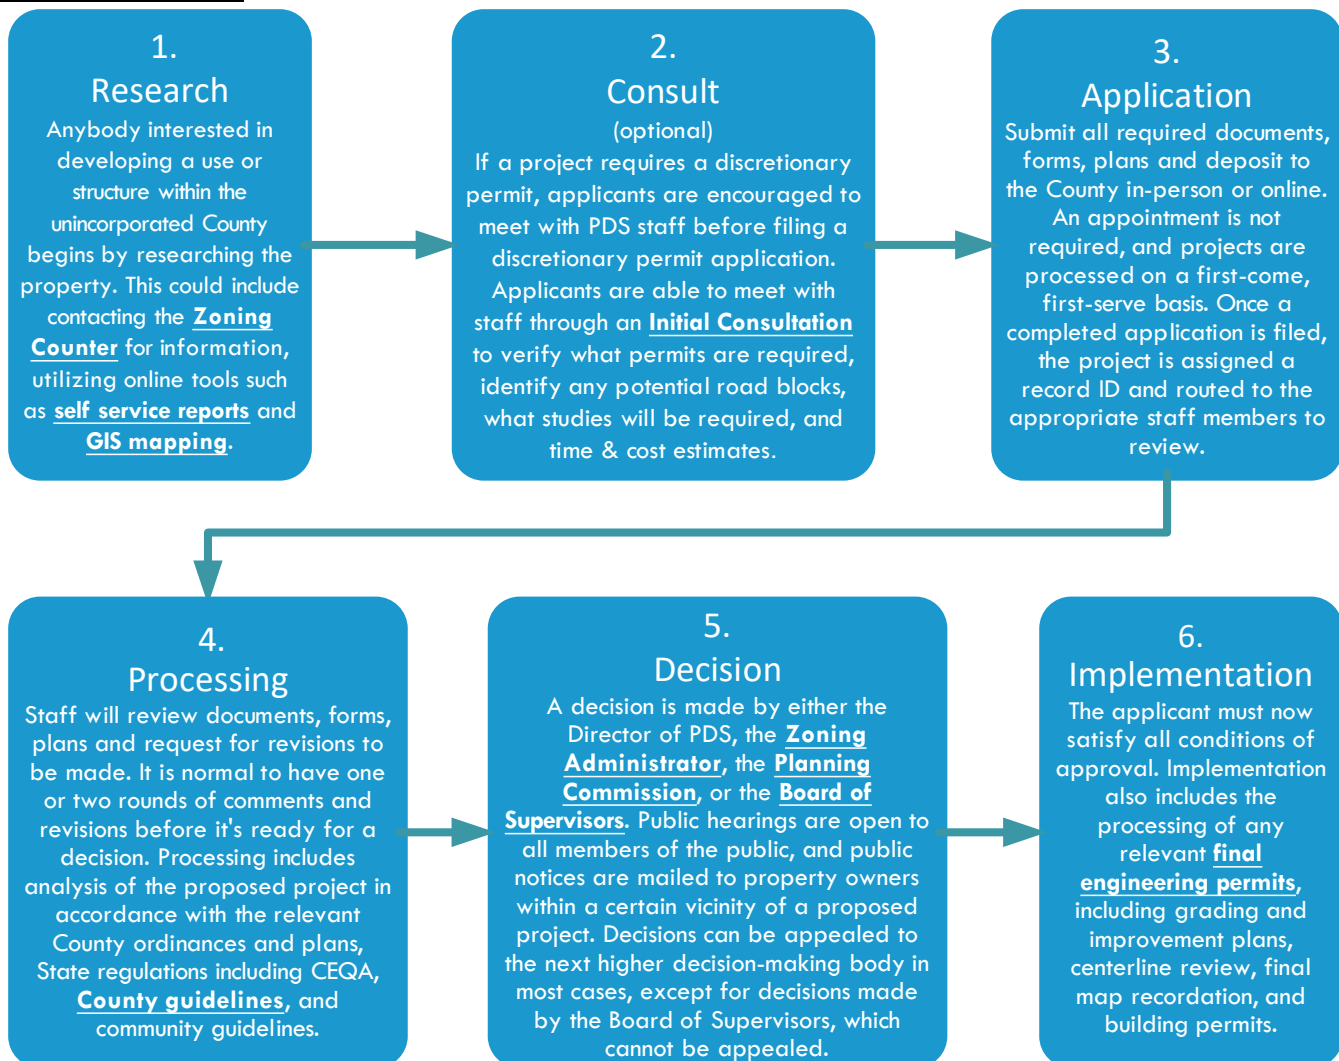 1.
Research
Anybody interested in
developing a use or
structure within the
unincorporated County
begins by researching the
property. This could include
contacting the Zoning
Counter for information,
utilizing online tools such
as self service reports and
GIS mapping.
2.
Consult
(optional)
If a project requires a discretionary
permit, applicants are encouraged to
meet with PDS staff before filing a
discretionary permit application.
Applicants are able to meet with
staff through an Initial Consultation
to verify what permits are required,
identify any potential road blocks,
what studies will be required, and
time & cost estimates.
3.
Application
Submit all required documents,
forms, plans and deposit to
the County in-person or online.
An appointment is not
required, and projects are
processed on a first-come,
first-serve basis. Once a
completed application is filed,
the project is assigned a
record ID and routed to the
appropriate staff members to
review.
4.
Processing
Staff will review documents, forms,
plans and request for revisions to
be made. It is normal to have one
or two rounds of comments and
revisions before it's ready for a
decision. Processing includes
analysis of the proposed project in
accordance with the relevant
County ordinances and plans,
State regulations including CEQA,
County guidelines, and
community guidelines.
5.
Decision
A decision is made by either the
Director of PDS, the Zoning
Administrator, the Planning
Commission, or the Board of
Supervisors. Public hearings are open to
all members of the public, and public
notices are mailed to property owners
within a certain vicinity of a proposed
project. Decisions can be appealed to
the next higher decision-making body in
most cases, except for decisions made
by the Board of Supervisors, which
cannot be appealed.
6.
Implementation
The applicant must now
satisfy all conditions of
approval. Implementation
also includes the
processing of any
relevant final
engineering permits,
including grading and
improvement plans,
centerline review, final
map recordation, and
building permits.